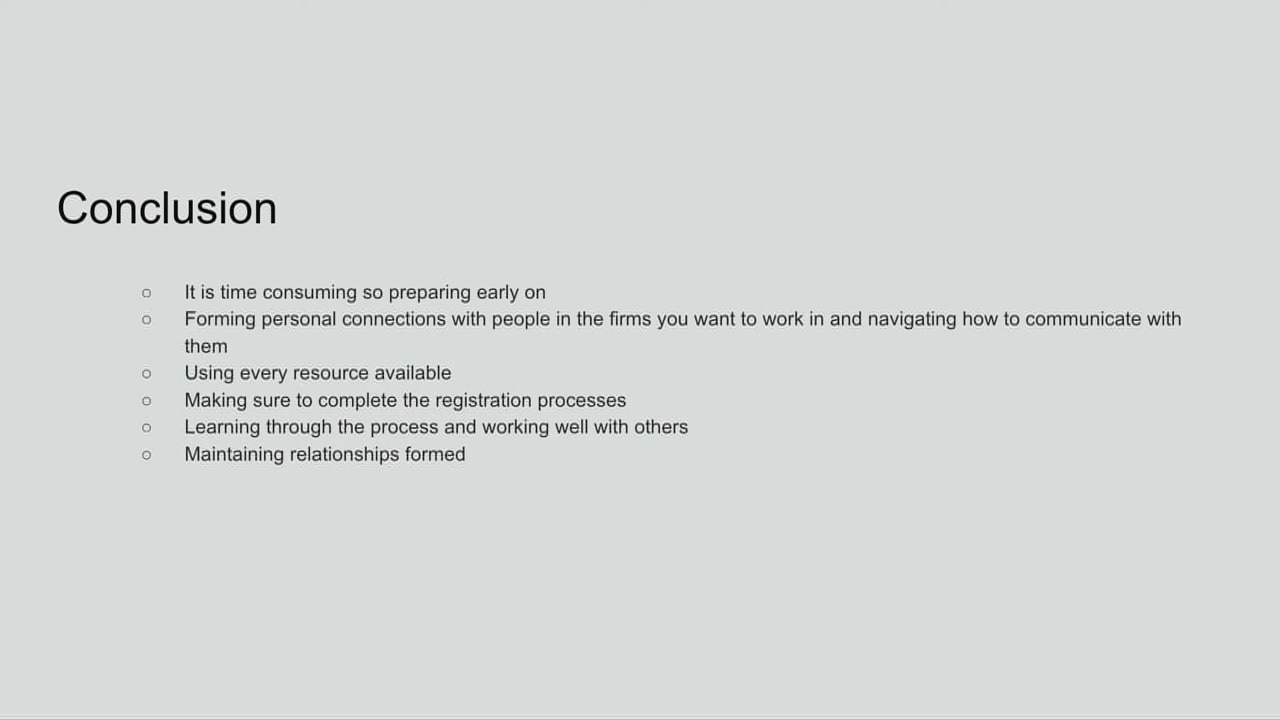 Conclusion
○ It is time consuming so preparing early on
○ Forming personal connections with people in the firms you want to work in and navigating how to communicate with
them
○ Using every resource available
○ Making sure to complete the registration processes
○ Learning through the process and working well with others
○ Maintaining relationships formed